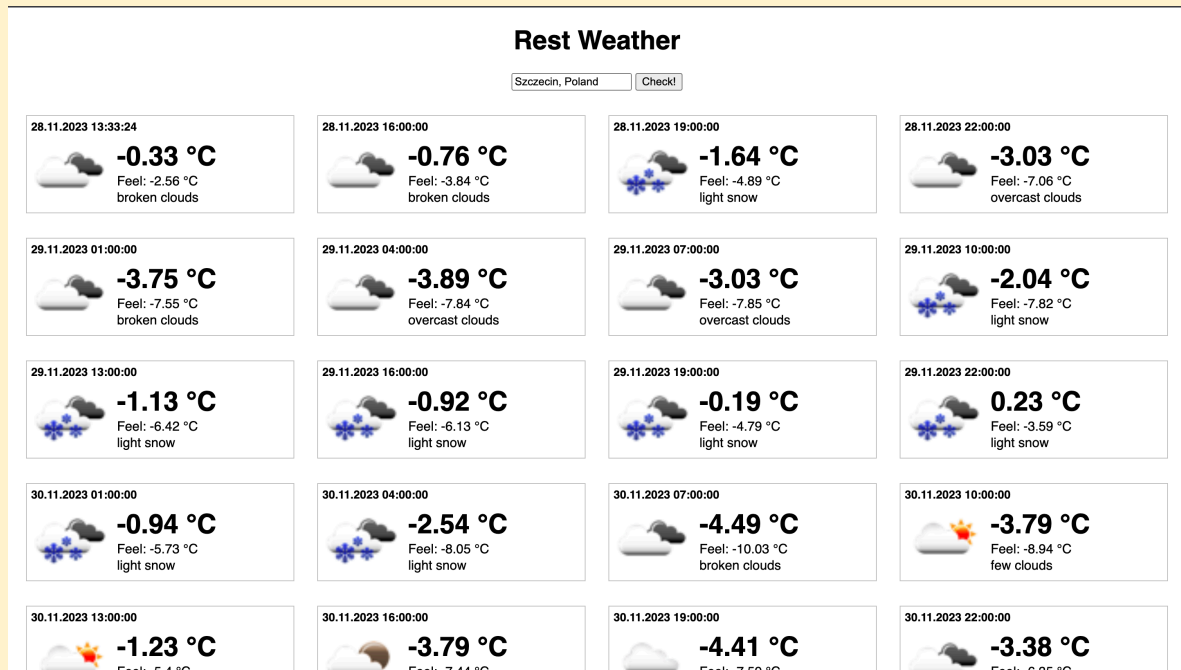 Rest Weather
Szczecin, Poland Check!
28.11.2023 13:33:24
-0.33 °C
Feel: -2.56 °C
broken clouds
28.11.2023 16:00:00
-0.76 °C
Feel: -3.84 °C
broken clouds
28.11.2023 19:00:00
-1.64 °C
Feel: -4.89 °C
light snow
28.11.2023 22:00:00
-3.03 °C
Feel: -7.06 °C
overcast clouds
29.11.2023 01:00:00
-3.75 °C
Feel: -7.55 °C
broken clouds
29.11.2023 04:00:00
-3.89 °C
Feel: -7.84 °C
overcast clouds
29.11.2023 07:00:00
-3.03 °C
Feel: -7.85 °C
overcast clouds
29.11.2023 10:00:00
-2.04 °C
Feel: -7.82 °C
light snow
29.11.2023 13:00:00
-1.13 °C
Feel: -6.42 °C
light snow
29.11.2023 16:00:00
-0.92 °C
Feel: -6.13 °C
light snow
29.11.2023 19:00:00
-0.19 °C
Feel: -4.79 °C
light snow
29.11.2023 22:00:00
0.23 °C
Feel: -3.59 °C
light snow
30.11.2023 01:00:00
-0.94 °C
Feel: -5.73 °C
light snow
30.11.2023 04:00:00
-2.54 °C
Feel: -8.05 °C
light snow
30.11.2023 07:00:00
-4.49 °C
Feel: -10.03 °C
broken clouds
30.11.2023 10:00:00
-3.79 °C
Feel: -8.94 °C
few clouds
30.11.2023 13:00:00
-1.23 °C
30.11.2023 16:00:00
-3.79 °C
30.11.2023 19:00:00
-4.41 °C
30.11.2023 22:00:00
-3.38 °C